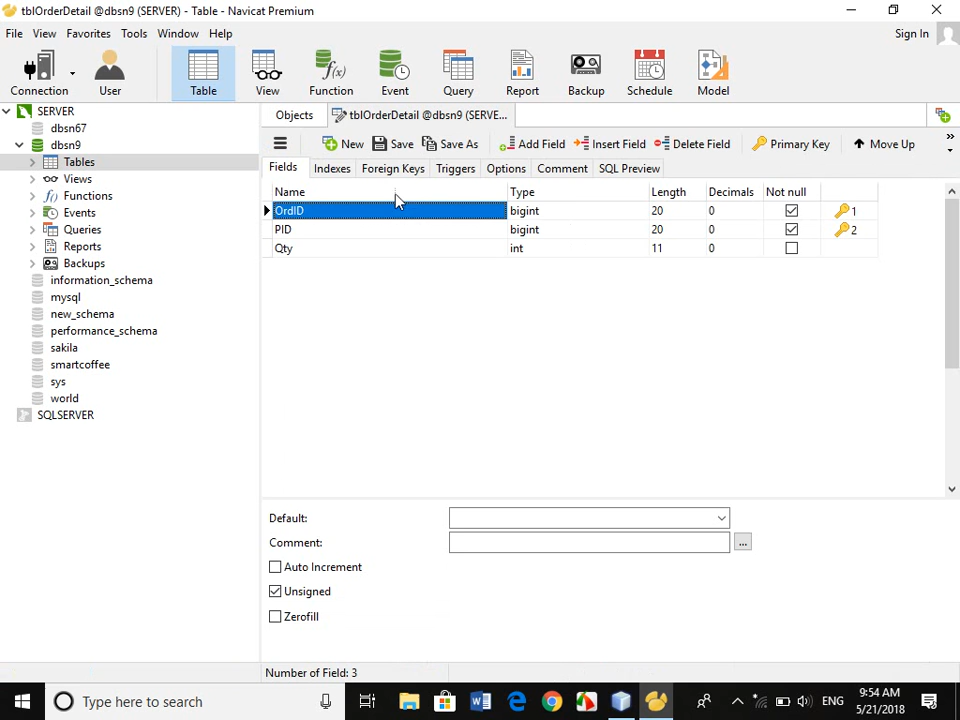 tblOrderDetail @dbsn9 (SERVER) - Table - Navicat Premium
File View Favorites Tools Window Help Sign In
Connection User Table View Function Event Query Report Backup Schedule Model
SERVER
dbsn67
dbsn9
Tables
Views
Functions
Events
Queries
Reports
Backups
information_schema
mysql
new_schema
performance_schema
sakila
smartcoffee
sys
world
SQLSERVER
Objects tblOrderDetail @dbsn9 (SERVE...
New Save Save As Add Field Insert Field Delete Field Primary Key Move Up
Fields Indexes Foreign Keys Triggers Options Comment SQL Preview
Name Type Length Decimals Not null
OrdID bigint 20 0 1
PID bigint 20 0 2
Qty int 11 0
Default:
Comment: ...
Auto Increment
Unsigned
Zerofill
Number of Field: 3
Type here to search
ENG
9:54 AM
5/21/2018